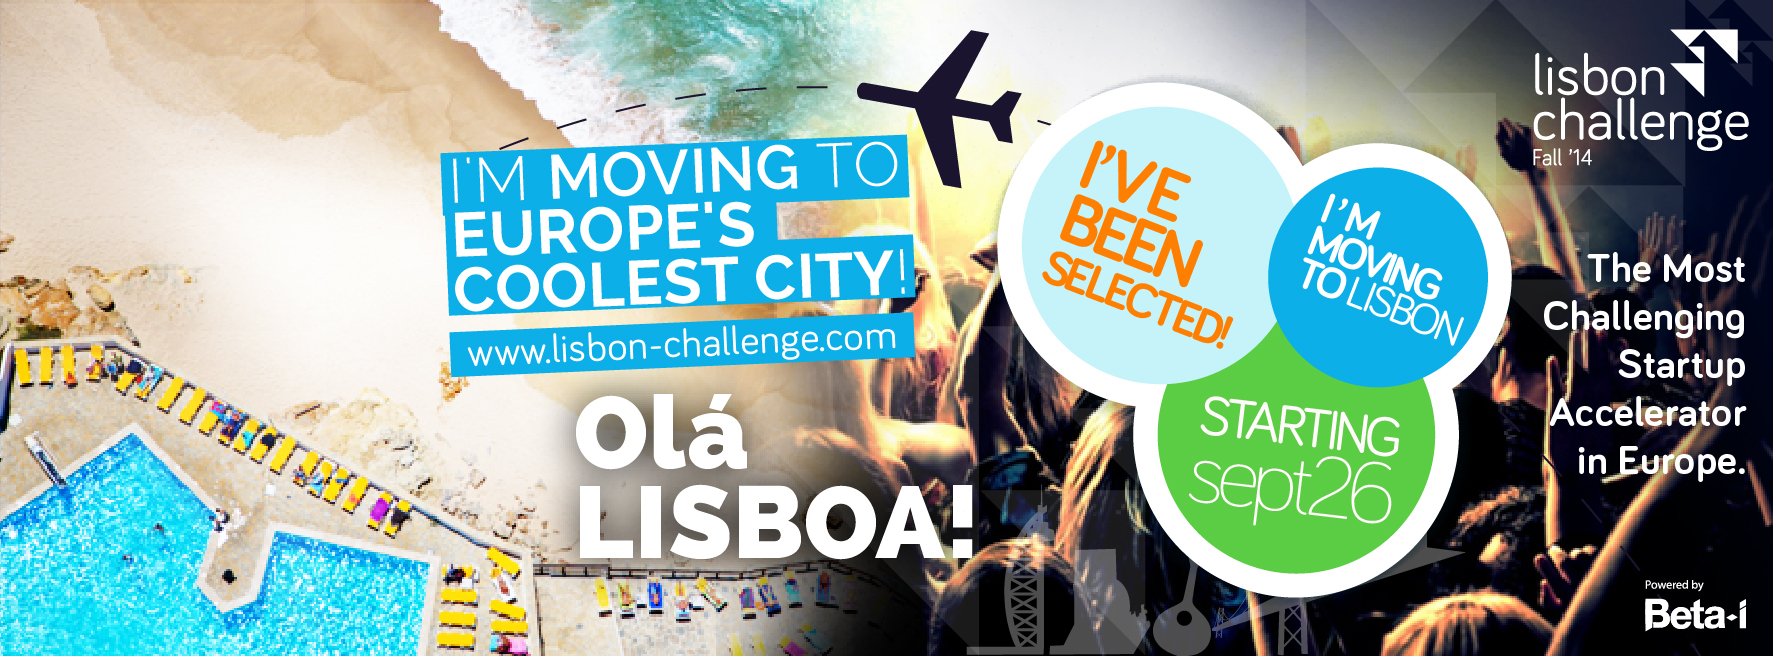 I'M MOVING TO
EUROPE'S
COOLEST CITY!
www.lisbon-challenge.com
Olá
LISBOA!
I'VE
BEEN
SELECTED!
I'M
MOVING
TO LISBON
STARTING
sept26
lisbon
challenge
Fall '14
The Most
Challenging
Startup
Accelerator
in Europe.
Powered by
Beta-i